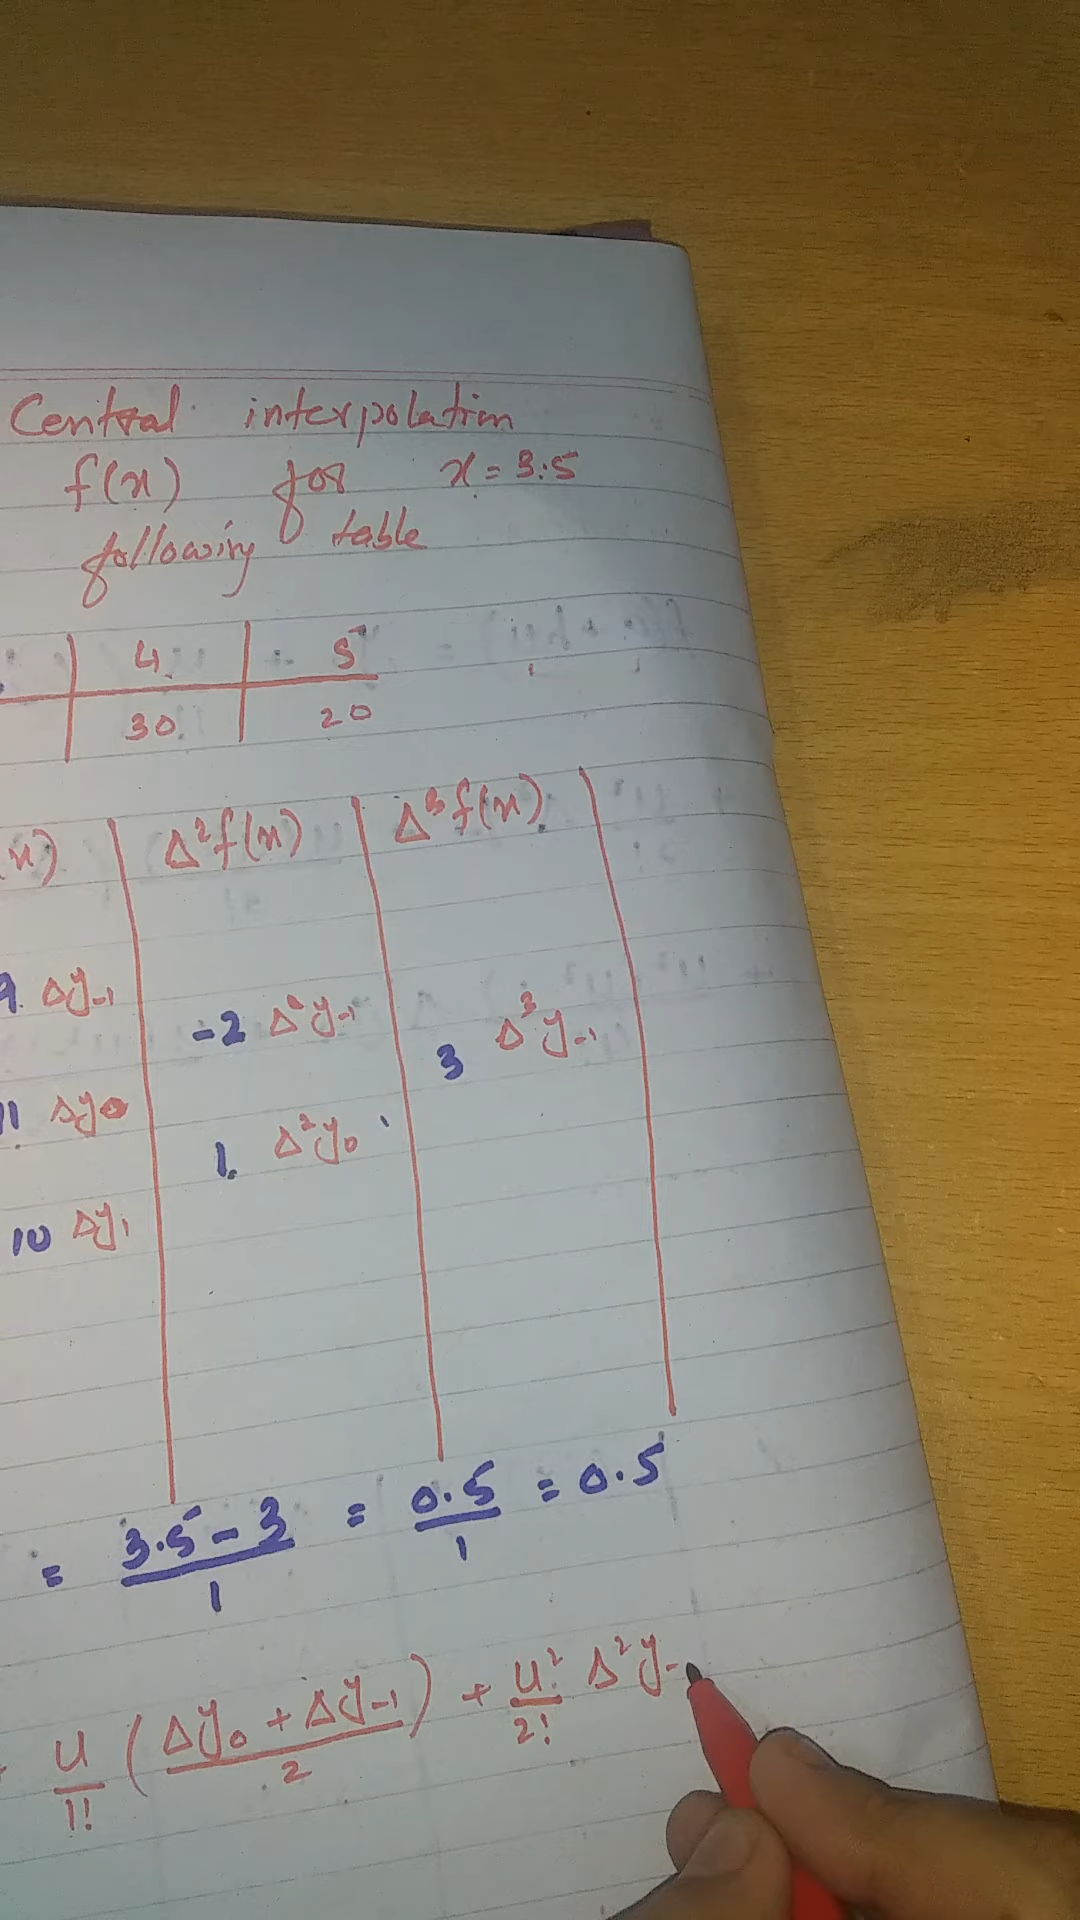 Central interpolation
f(x) for x = 3.5
following table
4 5
30 20
x) Δ²f(x) Δ³f(x)
9 Δy₋₁
-2 Δ²y₋₁
3 Δ³y₋₁
11 Δy₀
1 Δ²y₀
10 Δy₁
= 3.5 - 3 / 1 = 0.5 / 1 = 0.5
u / 1! (Δy₀ + Δy₋₁ / 2) + u² / 2! Δ²y₋